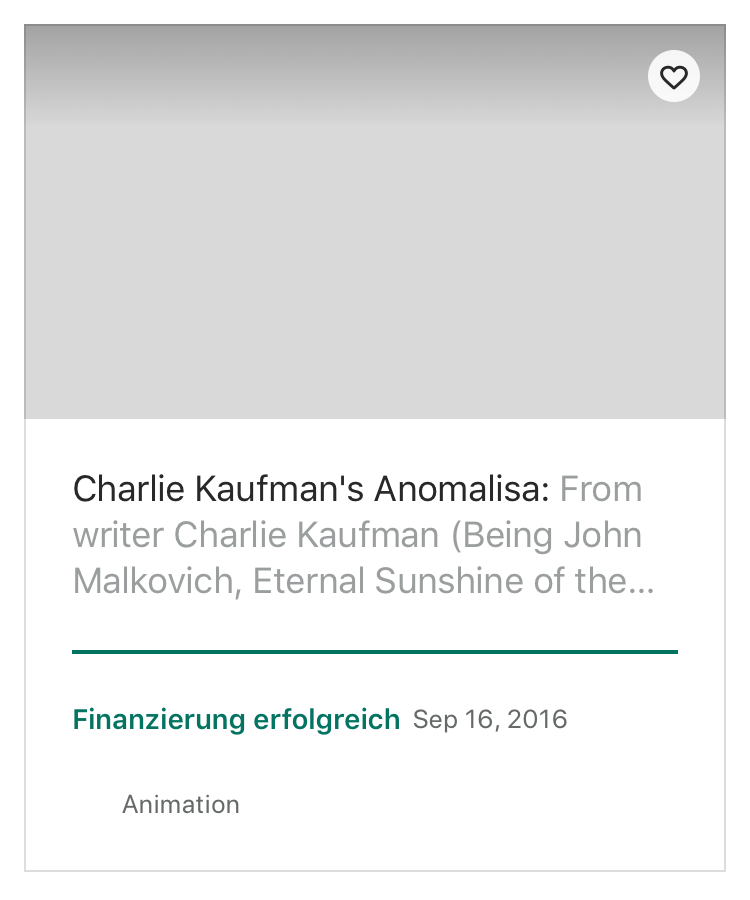 Charlie Kaufman's Anomalisa: From
writer Charlie Kaufman (Being John
Malkovich, Eternal Sunshine of the...
Finanzierung erfolgreich Sep 16, 2016
Animation